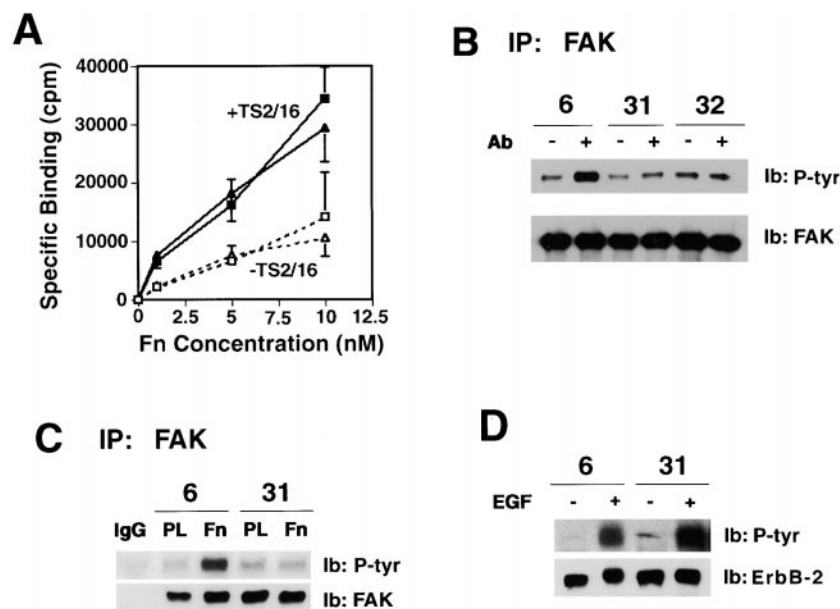 A
Specific Binding (cpm)
40000
30000
20000
10000
0
+TS2/16
-TS2/16
0 2.5 5 7.5 10 12.5
Fn Concentration (nM)
B IP: FAK
6 31 32
Ab - + - + - +
Ib: P-tyr
Ib: FAK
C IP: FAK
6 31
IgG PL Fn PL Fn
Ib: P-tyr
Ib: FAK
D
6 31
EGF - + - +
Ib: P-tyr
Ib: ErbB-2